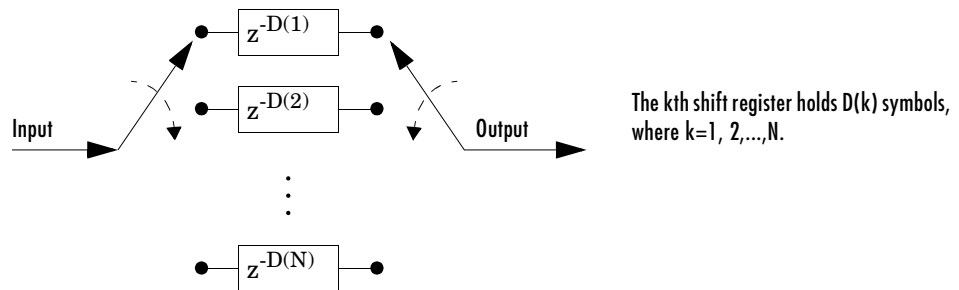 z-D(1)
z-D(2)
Input
Output
The kth shift register holds D(k) symbols,
where k=1, 2,...,N.
z-D(N)